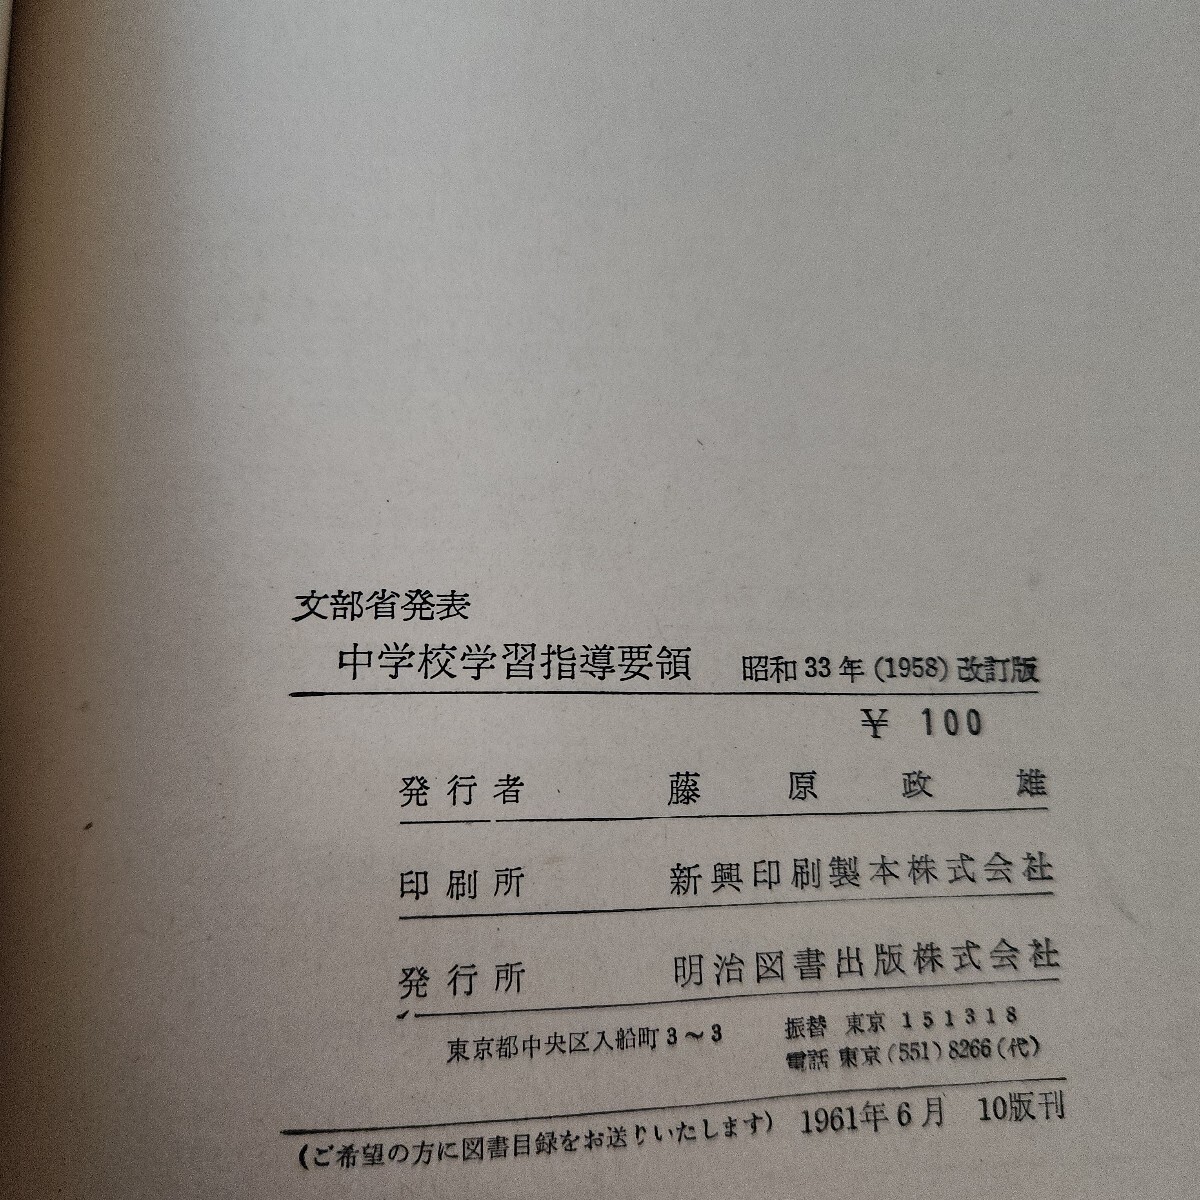 文部省発表
中学校学習指導要領 昭和33年(1958)改訂版
¥ 100
発行者 藤原政雄
印刷所 新興印刷製本株式会社
発行所 明治図書出版株式会社
東京都中央区入船町3~3 振替 東京 151318
電話 東京(551)8266(代)
(ご希望の方に図書目録をお送りいたします) 1961年6月 10版刊